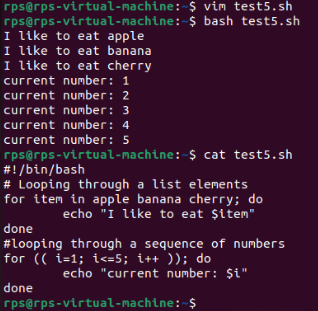 rps@rps-virtual-machine:~$ vim test5.sh
rps@rps-virtual-machine:~$ bash test5.sh
I like to eat apple
I like to eat banana
I like to eat cherry
current number: 1
current number: 2
current number: 3
current number: 4
current number: 5
rps@rps-virtual-machine:~$ cat test5.sh
#!/bin/bash
# Looping through a list elements
for item in apple banana cherry; do
        echo "I like to eat $item"
done
#looping through a sequence of numbers
for (( i=1; i<=5; i++ )); do
        echo "current number: $i"
done
rps@rps-virtual-machine:~$